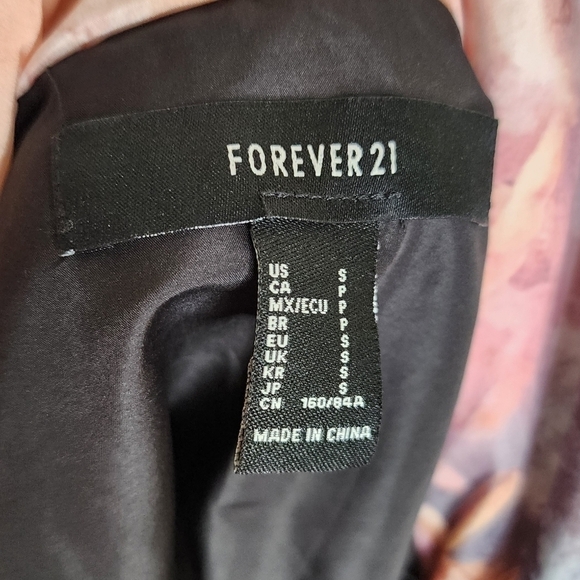 FOREVER 21
US S
CA P
MX/ECU P
BR P
EU S
UK S
KR S
JP S
CN 160/84A
MADE IN CHINA